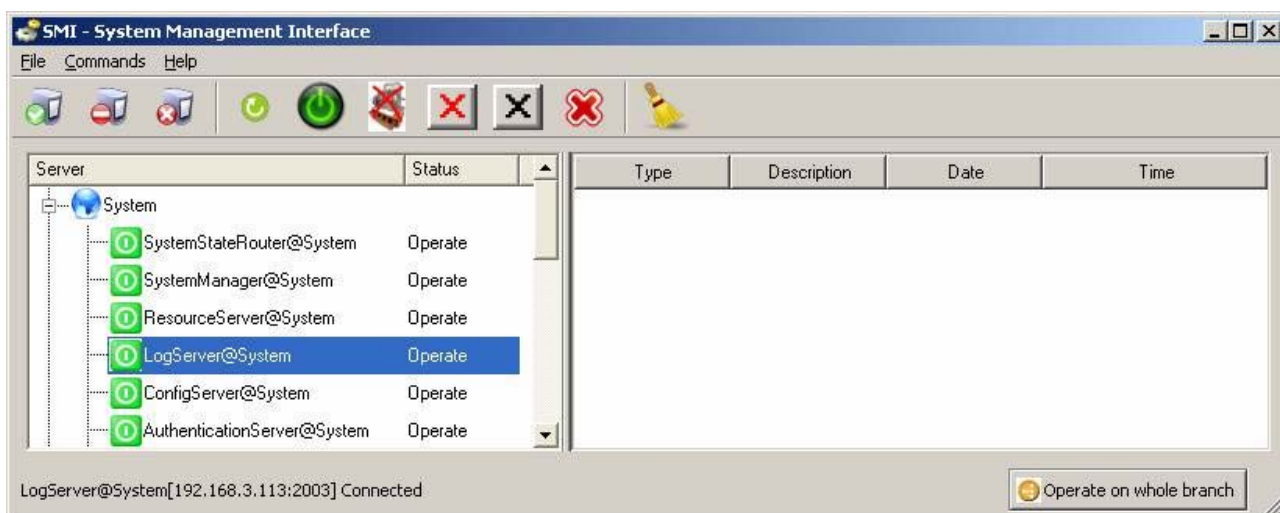 SMI - System Management Interface
File Commands Help
Server Status Type Description Date Time
System
SystemStateRouter@System Operate
SystemManager@System Operate
ResourceServer@System Operate
LogServer@System Operate
ConfigServer@System Operate
AuthenticationServer@System Operate
LogServer@System[192.168.3.113:2003] Connected Operate on whole branch